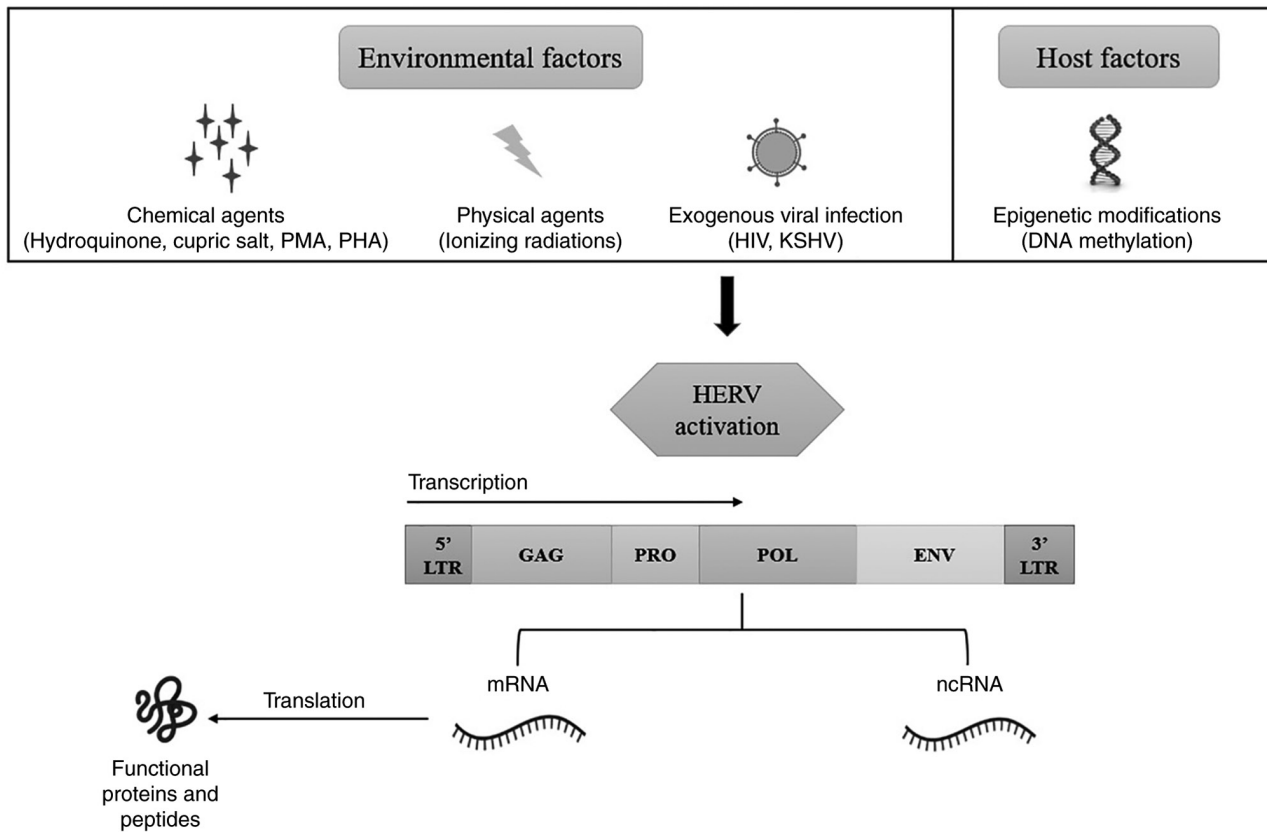 Environmental factors
Host factors
Chemical agents
(Hydroquinone, cupric salt, PMA, PHA)
Physical agents
(Ionizing radiations)
Exogenous viral infection
(HIV, KSHV)
Epigenetic modifications
(DNA methylation)
HERV
activation
Transcription
5’
LTR
GAG
PRO
POL
ENV
3’
LTR
mRNA
ncRNA
Translation
Functional
proteins and
peptides